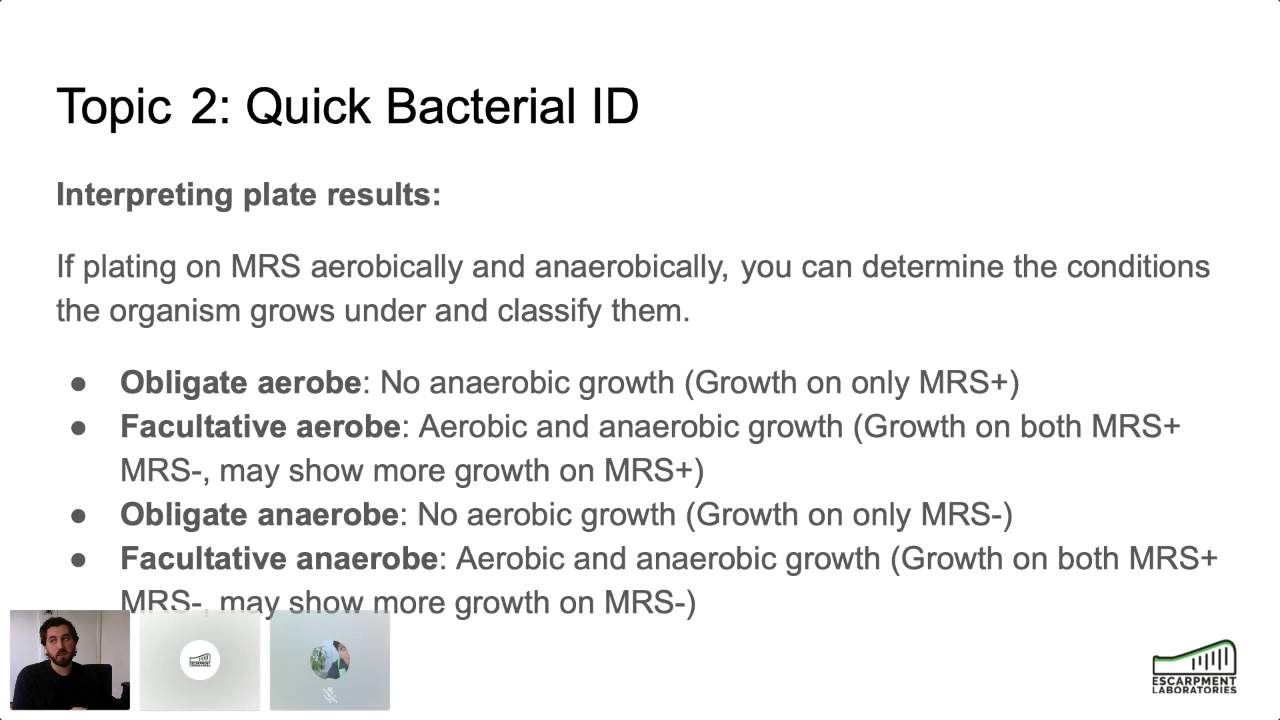 Topic 2: Quick Bacterial ID
Interpreting plate results:
If plating on MRS aerobically and anaerobically, you can determine the conditions
the organism grows under and classify them.
● Obligate aerobe: No anaerobic growth (Growth on only MRS+)
● Facultative aerobe: Aerobic and anaerobic growth (Growth on both MRS+
MRS-, may show more growth on MRS+)
● Obligate anaerobe: No aerobic growth (Growth on only MRS-)
● Facultative anaerobe: Aerobic and anaerobic growth (Growth on both MRS+
MRS-, may show more growth on MRS-)
ESCARPMENT
LABORATORIES
ESCARPMENT
LABORATORIES